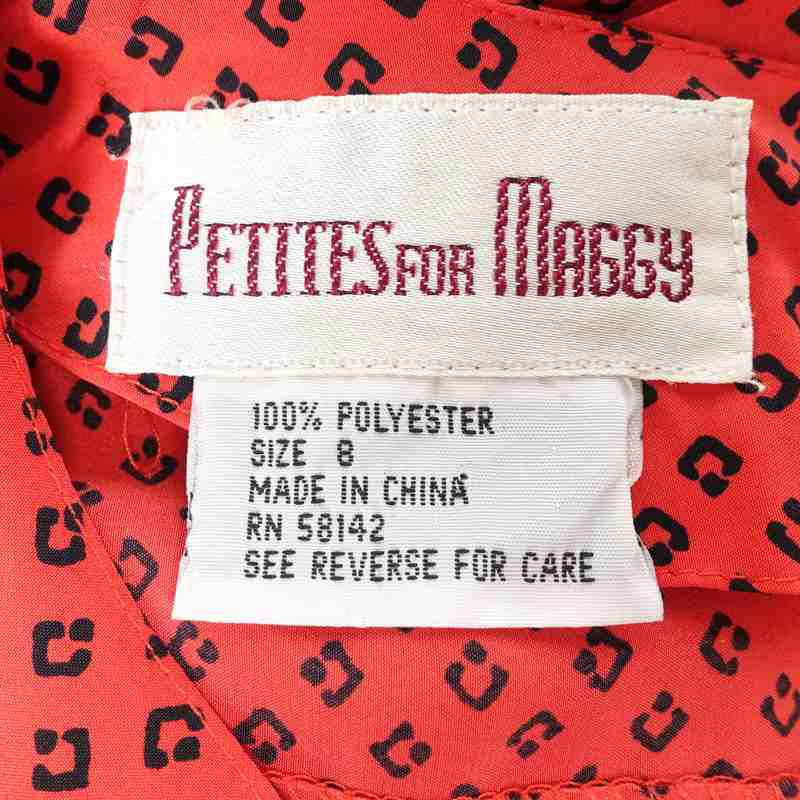 PETITES FOR MAGGY
100% POLYESTER
SIZE 8
MADE IN CHINA
RN 58142
SEE REVERSE FOR CARE